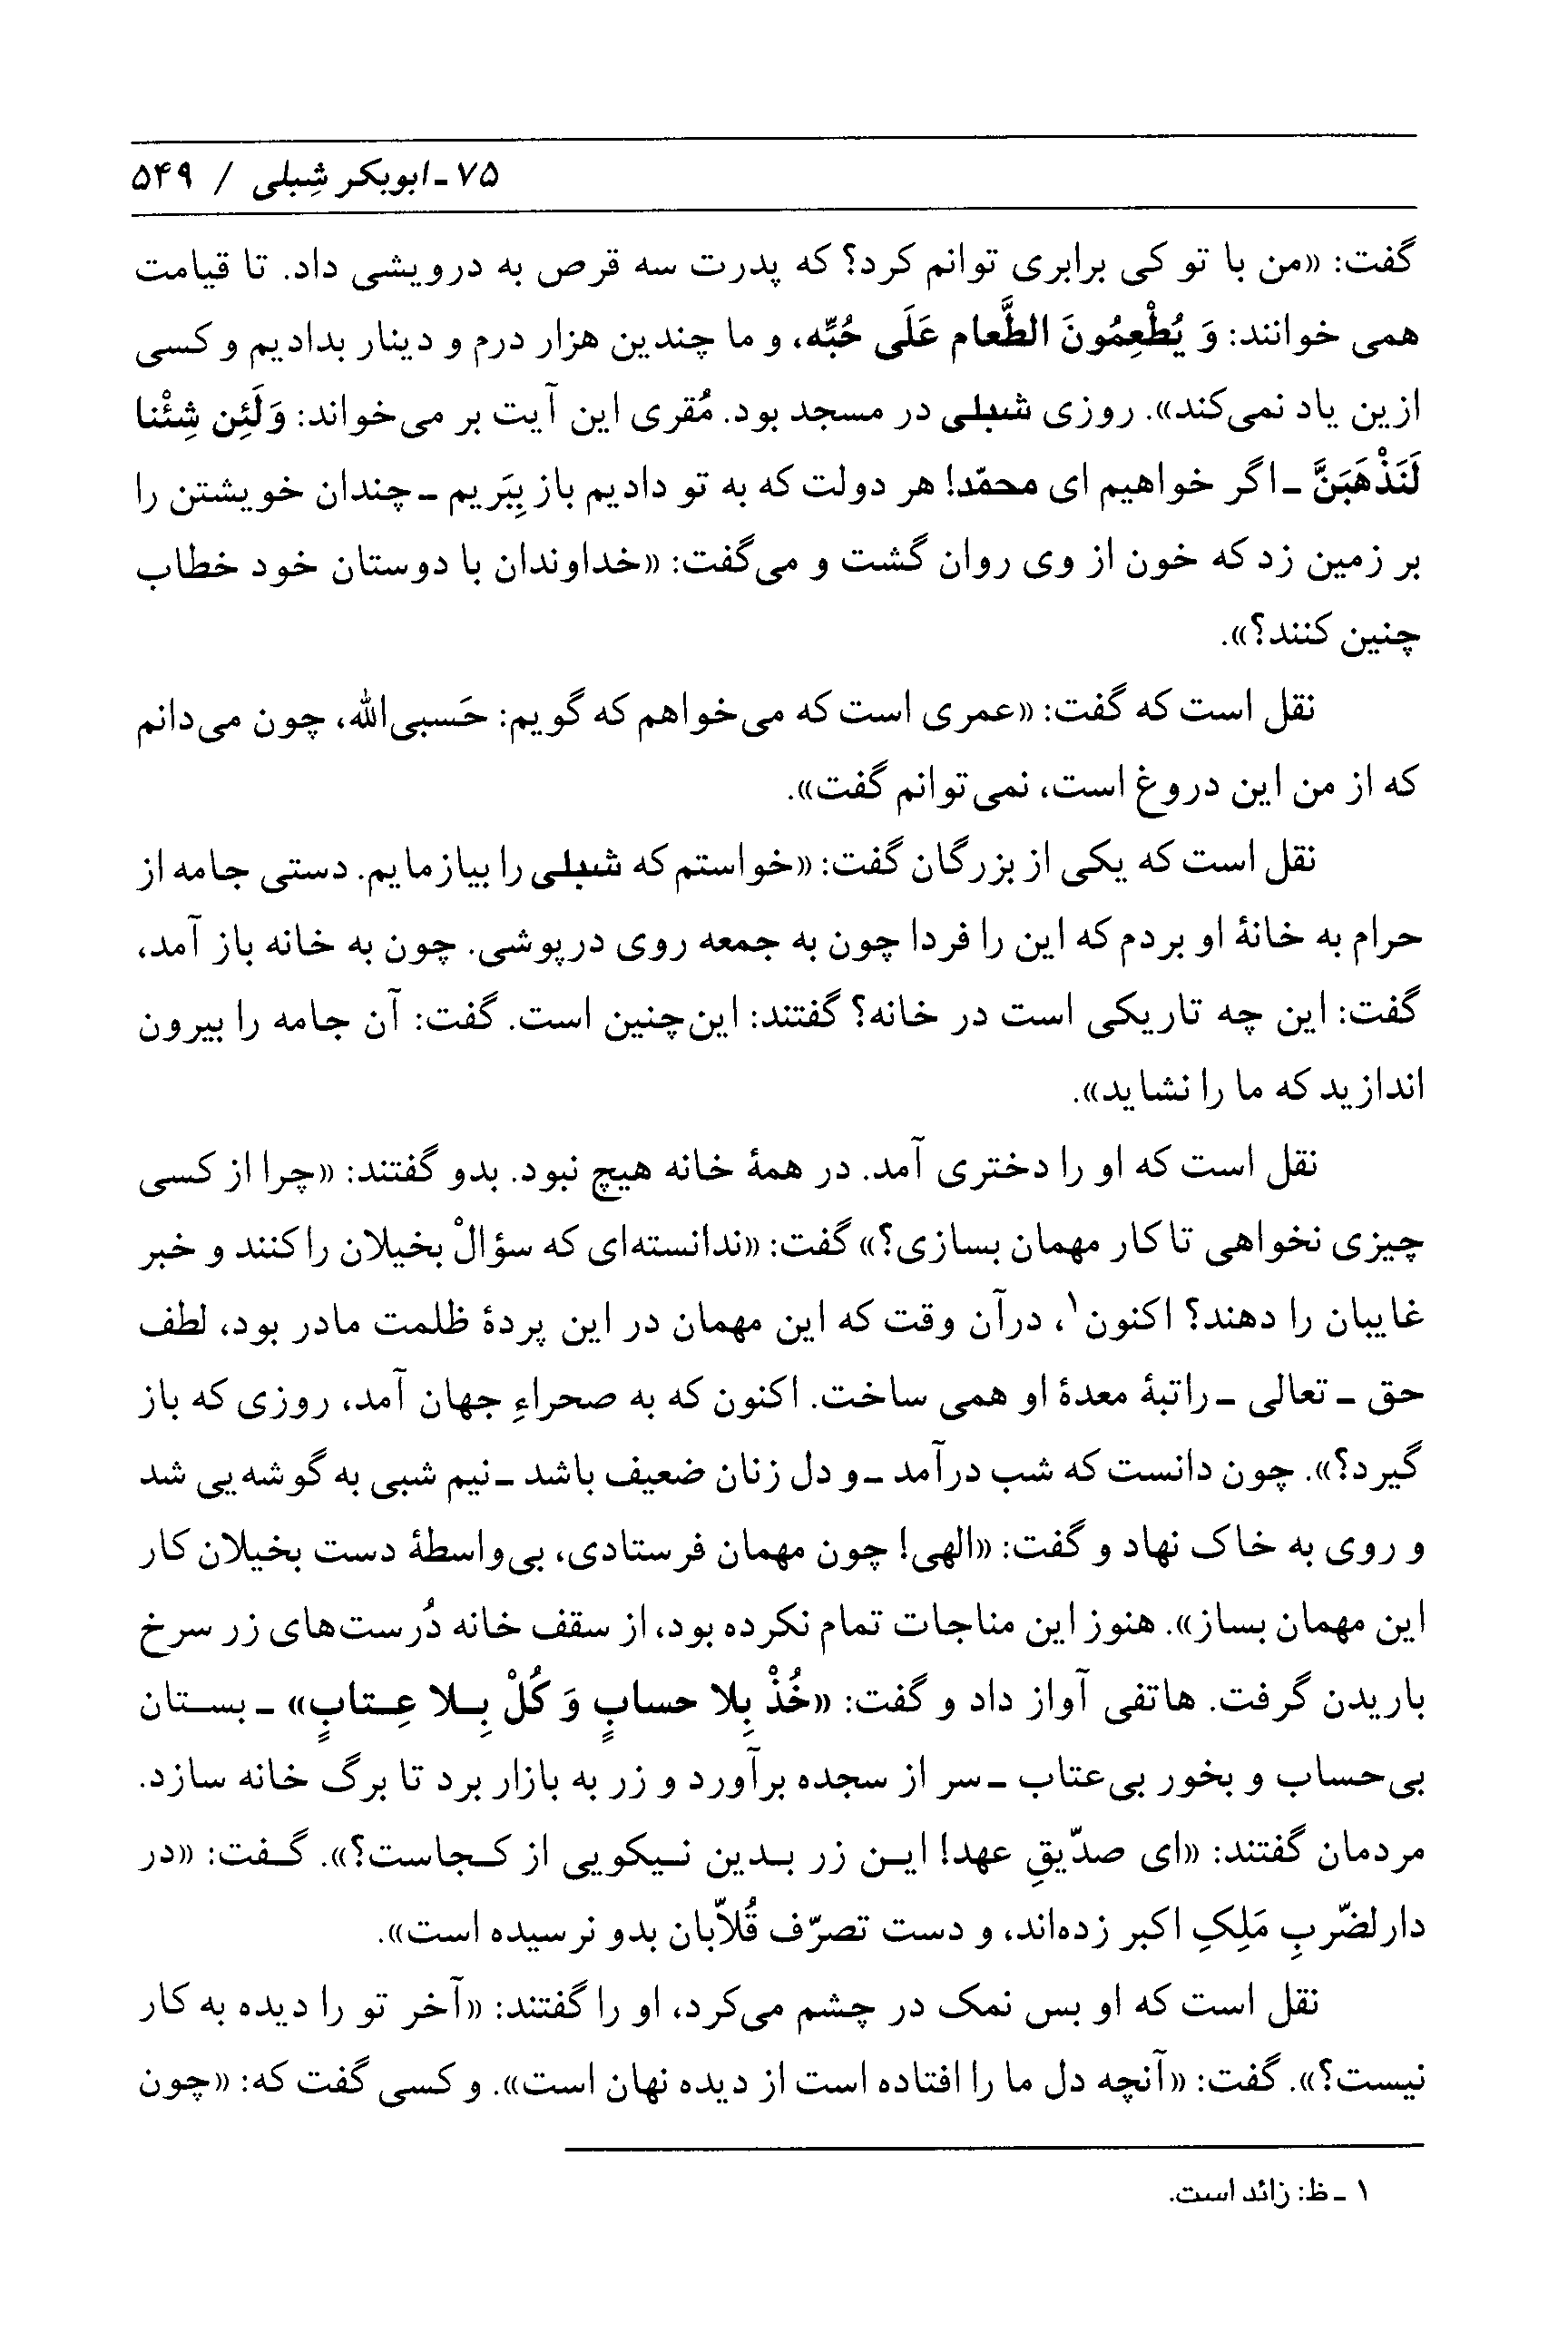 ۷۵ ـ ابوبکر شِبلی / ۵۴۹
گفت: «من با تو کی برابری توانم کرد؟ که پدرت سه قرص به درویشی داد. تا قیامت
همی خوانند: وَ یُطْعِمُونَ الطَّعام عَلَی حُبِّه، و ما چندین هزار درم و دینار بدادیم و کسی
ازین یاد نمی‌کند». روزی شبلی در مسجد بود. مُقری این آیت بر می‌خواند: وَلَئِن شِئْنا
لَنَذْهَبَنَّ ـ اگر خواهیم ای محمّد! هر دولت که به تو دادیم باز بِبَریم ـ چندان خویشتن را
بر زمین زد که خون از وی روان گشت و می‌گفت: «خداوندان با دوستان خود خطاب
چنین کنند؟».
نقل است که گفت: «عمری است که می‌خواهم که گویم: حَسبی‌الله، چون می‌دانم
که از من این دروغ است، نمی‌توانم گفت».
نقل است که یکی از بزرگان گفت: «خواستم که شبلی را بیازمایم. دستی جامه از
حرام به خانهٔ او بردم که این را فردا چون به جمعه روی درپوشی. چون به خانه باز آمد،
گفت: این چه تاریکی است در خانه؟ گفتند: این‌چنین است. گفت: آن جامه را بیرون
اندازید که ما را نشاید».
نقل است که او را دختری آمد. در همهٔ خانه هیچ نبود. بدو گفتند: «چرا از کسی
چیزی نخواهی تا کار مهمان بسازی؟» گفت: «ندانسته‌ای که سؤالْ بخیلان را کنند و خبر
غایبان را دهند؟ اکنون۱، درآن وقت که این مهمان در این پردهٔ ظلمت مادر بود، لطف
حق ـ تعالی ـ راتبهٔ معدهٔ او همی ساخت. اکنون که به صحراءِ جهان آمد، روزی که باز
گیرد؟». چون دانست که شب درآمد ـ و دل زنان ضعیف باشد ـ نیم شبی به گوشه‌یی شد
و روی به خاک نهاد و گفت: «الهی! چون مهمان فرستادی، بی‌واسطهٔ دست بخیلان کار
این مهمان بساز». هنوز این مناجات تمام نکرده بود، از سقف خانه دُرست‌های زر سرخ
باریدن گرفت. هاتفی آواز داد و گفت: «خُذْ بِلا حسابٍ وَ کُلْ بِـلا عِـتابٍ» ـ بستان
بی‌حساب و بخور بی‌عتاب ـ سر از سجده برآورد و زر به بازار برد تا برگ خانه سازد.
مردمان گفتند: «ای صدّیقِ عهد! ایـن زر بـدین نـیکویی از کـجاست؟». گـفت: «در
دارلضّربِ مَلِکِ اکبر زده‌اند، و دست تصرّف قُلاّبان بدو نرسیده است».
نقل است که او بس نمک در چشم می‌کرد، او را گفتند: «آخر تو را دیده به کار
نیست؟». گفت: «آنچه دل ما را افتاده است از دیده نهان است». و کسی گفت که: «چون
۱ ـ ظ: زائد است.